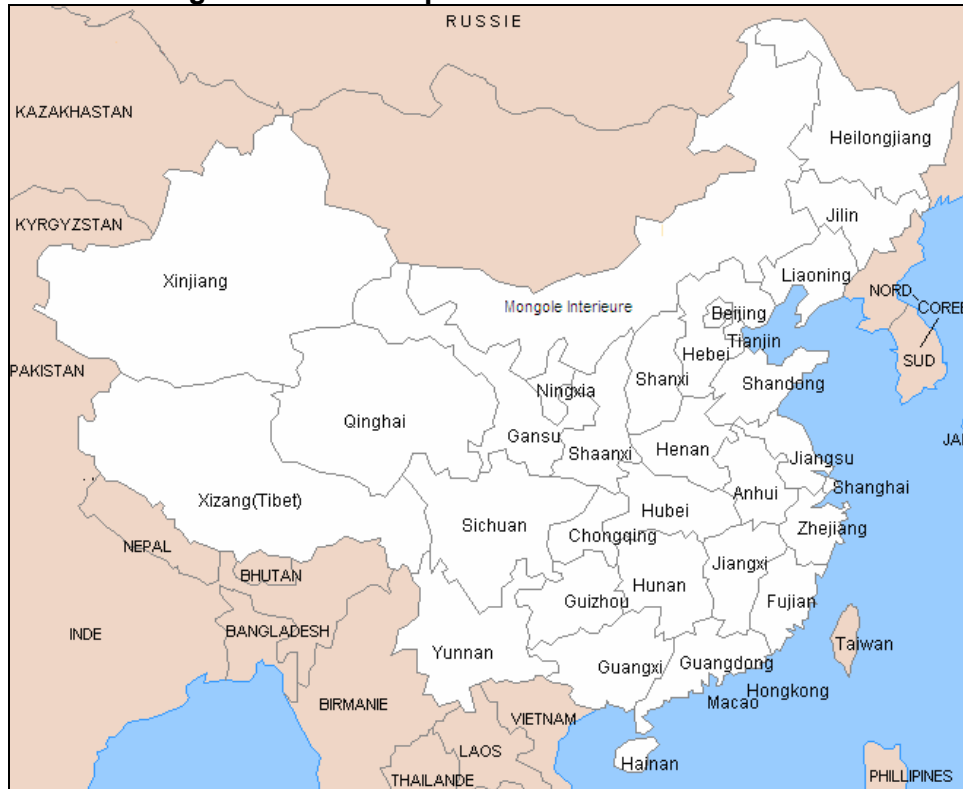 RUSSIE
KAZAKHASTAN
Heilongjiang
KYRGYZSTAN
Jilin
Xinjiang
Liaoning
NORD
Mongole Interieure
COREE
Beijing
Tianjin
Hebei
SUD
PAKISTAN
Shanxi
Shandong
Ningxia
Qinghai
Gansu
Henan
JAP
Shaanxi
Jiangsu
Shanghai
Anhui
Xizang(Tibet)
Hubei
Sichuan
Zhejiang
Chongqing
NEPAL
Jiangxi
BHUTAN
Hunan
Guizhou
Fujian
INDE
BANGLADESH
Taiwan
Yunnan
Guangxi
Guangdong
Hongkong
Macao
BIRMANIE
VIETNAM
LAOS
Hainan
THAILANDE
PHILLIPINES